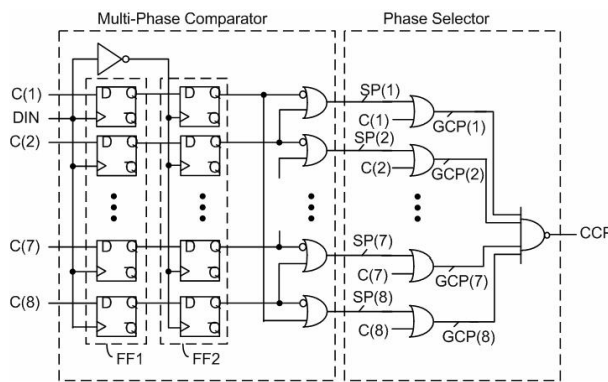 Multi-Phase Comparator
Phase Selector
C(1)
DIN
C(2)
C(7)
C(8)
D Q
Q
D Q
Q
D Q
Q
D Q
Q
D Q
Q
D Q
Q
D Q
Q
D Q
Q
FF1
FF2
SP(1)
C(1)
GCP(1)
SP(2)
C(2)
GCP(2)
SP(7)
C(7)
GCP(7)
SP(8)
C(8)
GCP(8)
CCP